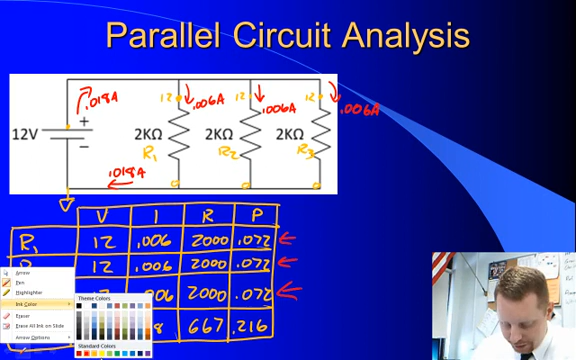 Parallel Circuit Analysis
.018A
12 12 12
.006A .006A .006A
12V + 2KΩ 2KΩ 2KΩ
−
R1 R2 R3
.018A
V I R P
R1 12 .006 2000 .072
12 .006 2000 .072
2000 .072
667 .216
Arrow
Pen
Highlighter
Ink Color
Eraser
Erase All Ink on Slide
Arrow Options
Theme Colors
Standard Colors